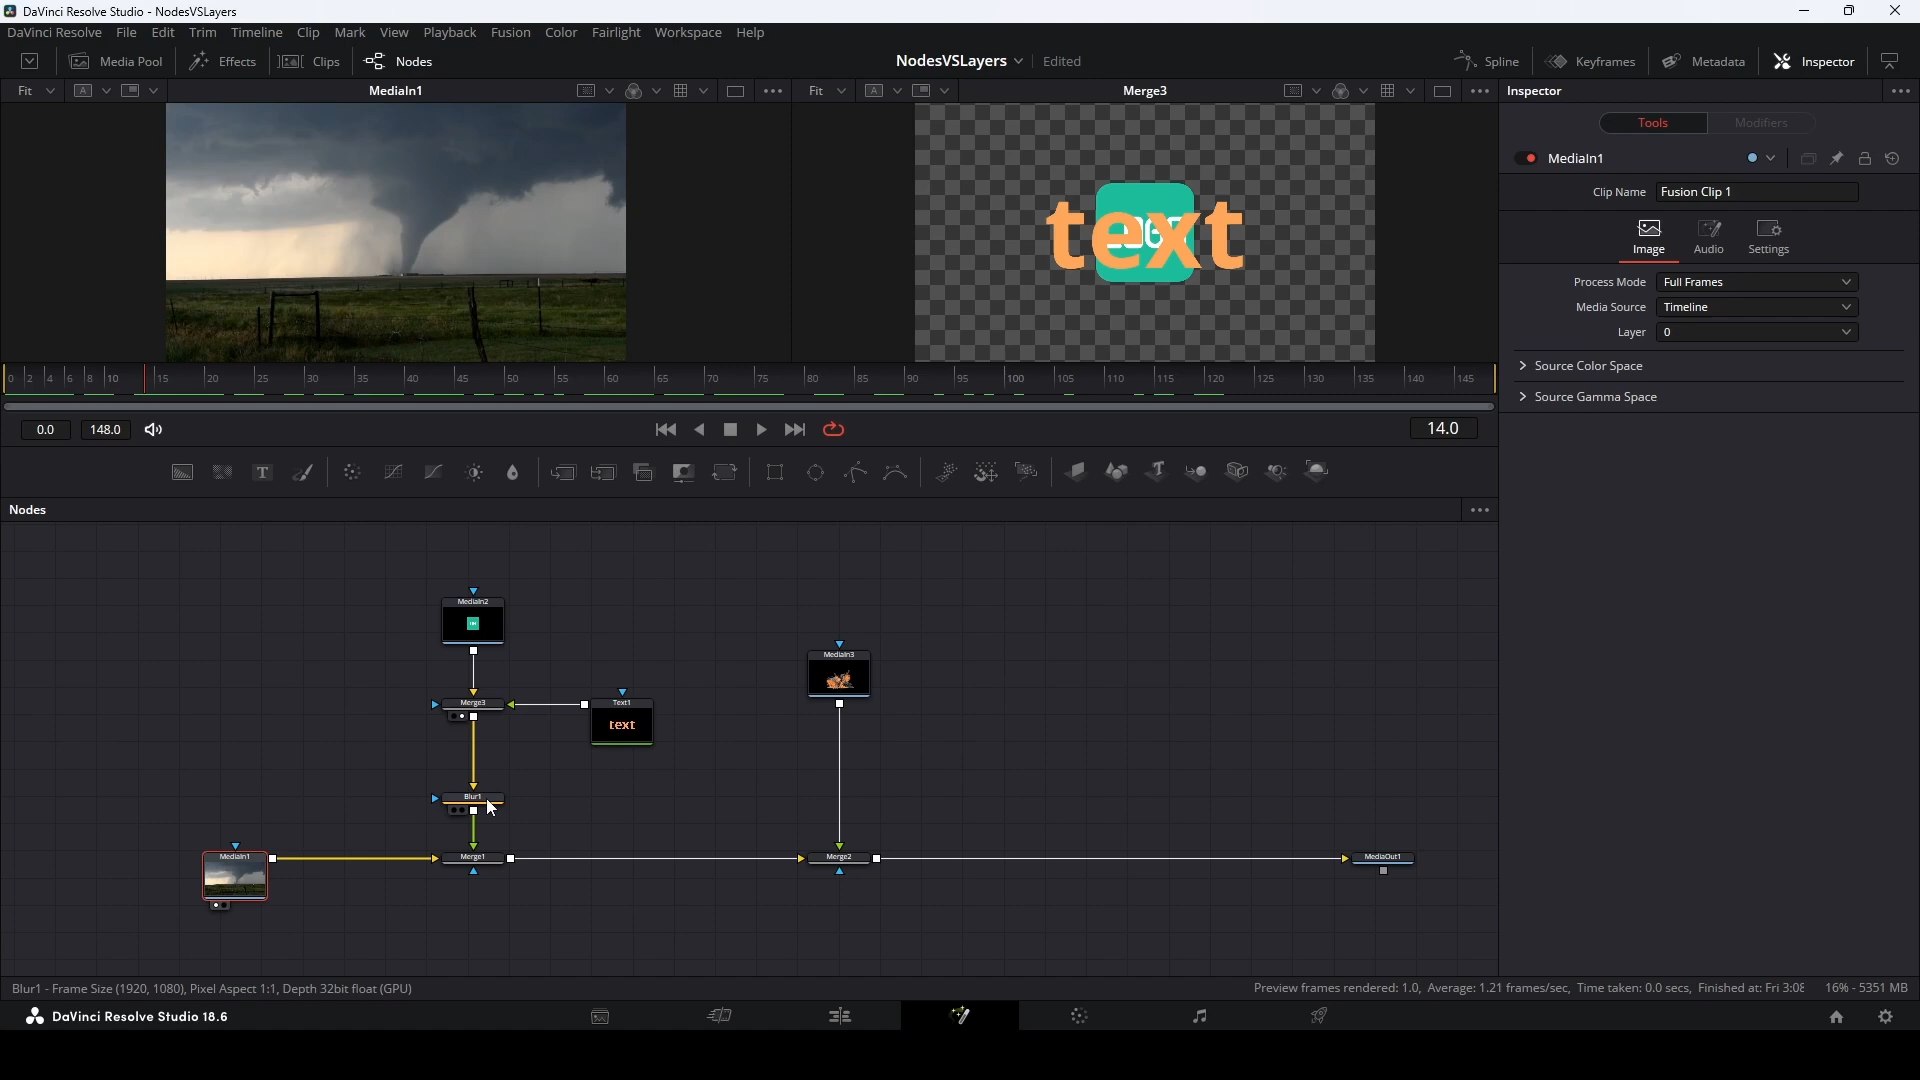 DaVinci Resolve Studio - NodesVSLayers
DaVinci Resolve File Edit Trim Timeline Clip Mark View Playback Fusion Color Fairlight Workspace Help
Media Pool Effects Clips Nodes NodesVSLayers Edited Spline Keyframes Metadata Inspector
Fit A MediaIn1 Fit A Merge3 Inspector
Tools Modifiers
MediaIn1
Clip Name Fusion Clip 1
text
Image Audio Settings
Process Mode Full Frames
Media Source Timeline
Layer 0
Source Color Space
0 2 4 6 8 10 15 20 25 30 35 40 45 50 55 60 65 70 75 80 85 90 95 100 105 110 115 120 125 130 135 140 145
Source Gamma Space
0.0 148.0 14.0
T
Nodes
MediaIn2
MediaIn3
Merge3 Text1
text
Blur1
MediaIn1 Merge1 Merge2 MediaOut1
Blur1 - Frame Size (1920, 1080), Pixel Aspect 1:1, Depth 32bit float (GPU) Preview frames rendered: 1.0, Average: 1.21 frames/sec, Time taken: 0.0 secs, Finished at: Fri 3:08 16% - 5351 MB
DaVinci Resolve Studio 18.6